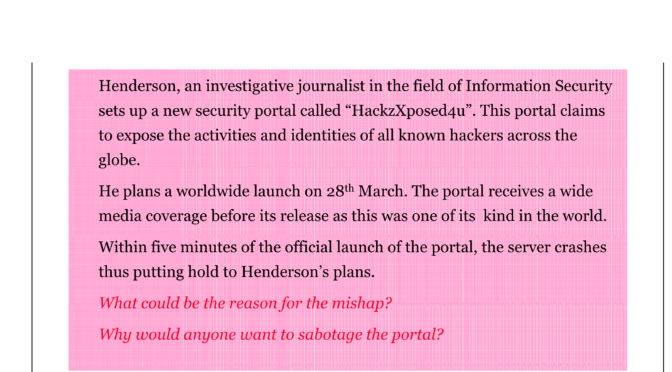 Henderson, an investigative journalist in the field of Information Security
sets up a new security portal called “HackzXposed4u”. This portal claims
to expose the activities and identities of all known hackers across the
globe.
He plans a worldwide launch on 28th March. The portal receives a wide
media coverage before its release as this was one of its kind in the world.
Within five minutes of the official launch of the portal, the server crashes
thus putting hold to Henderson’s plans.
What could be the reason for the mishap?
Why would anyone want to sabotage the portal?